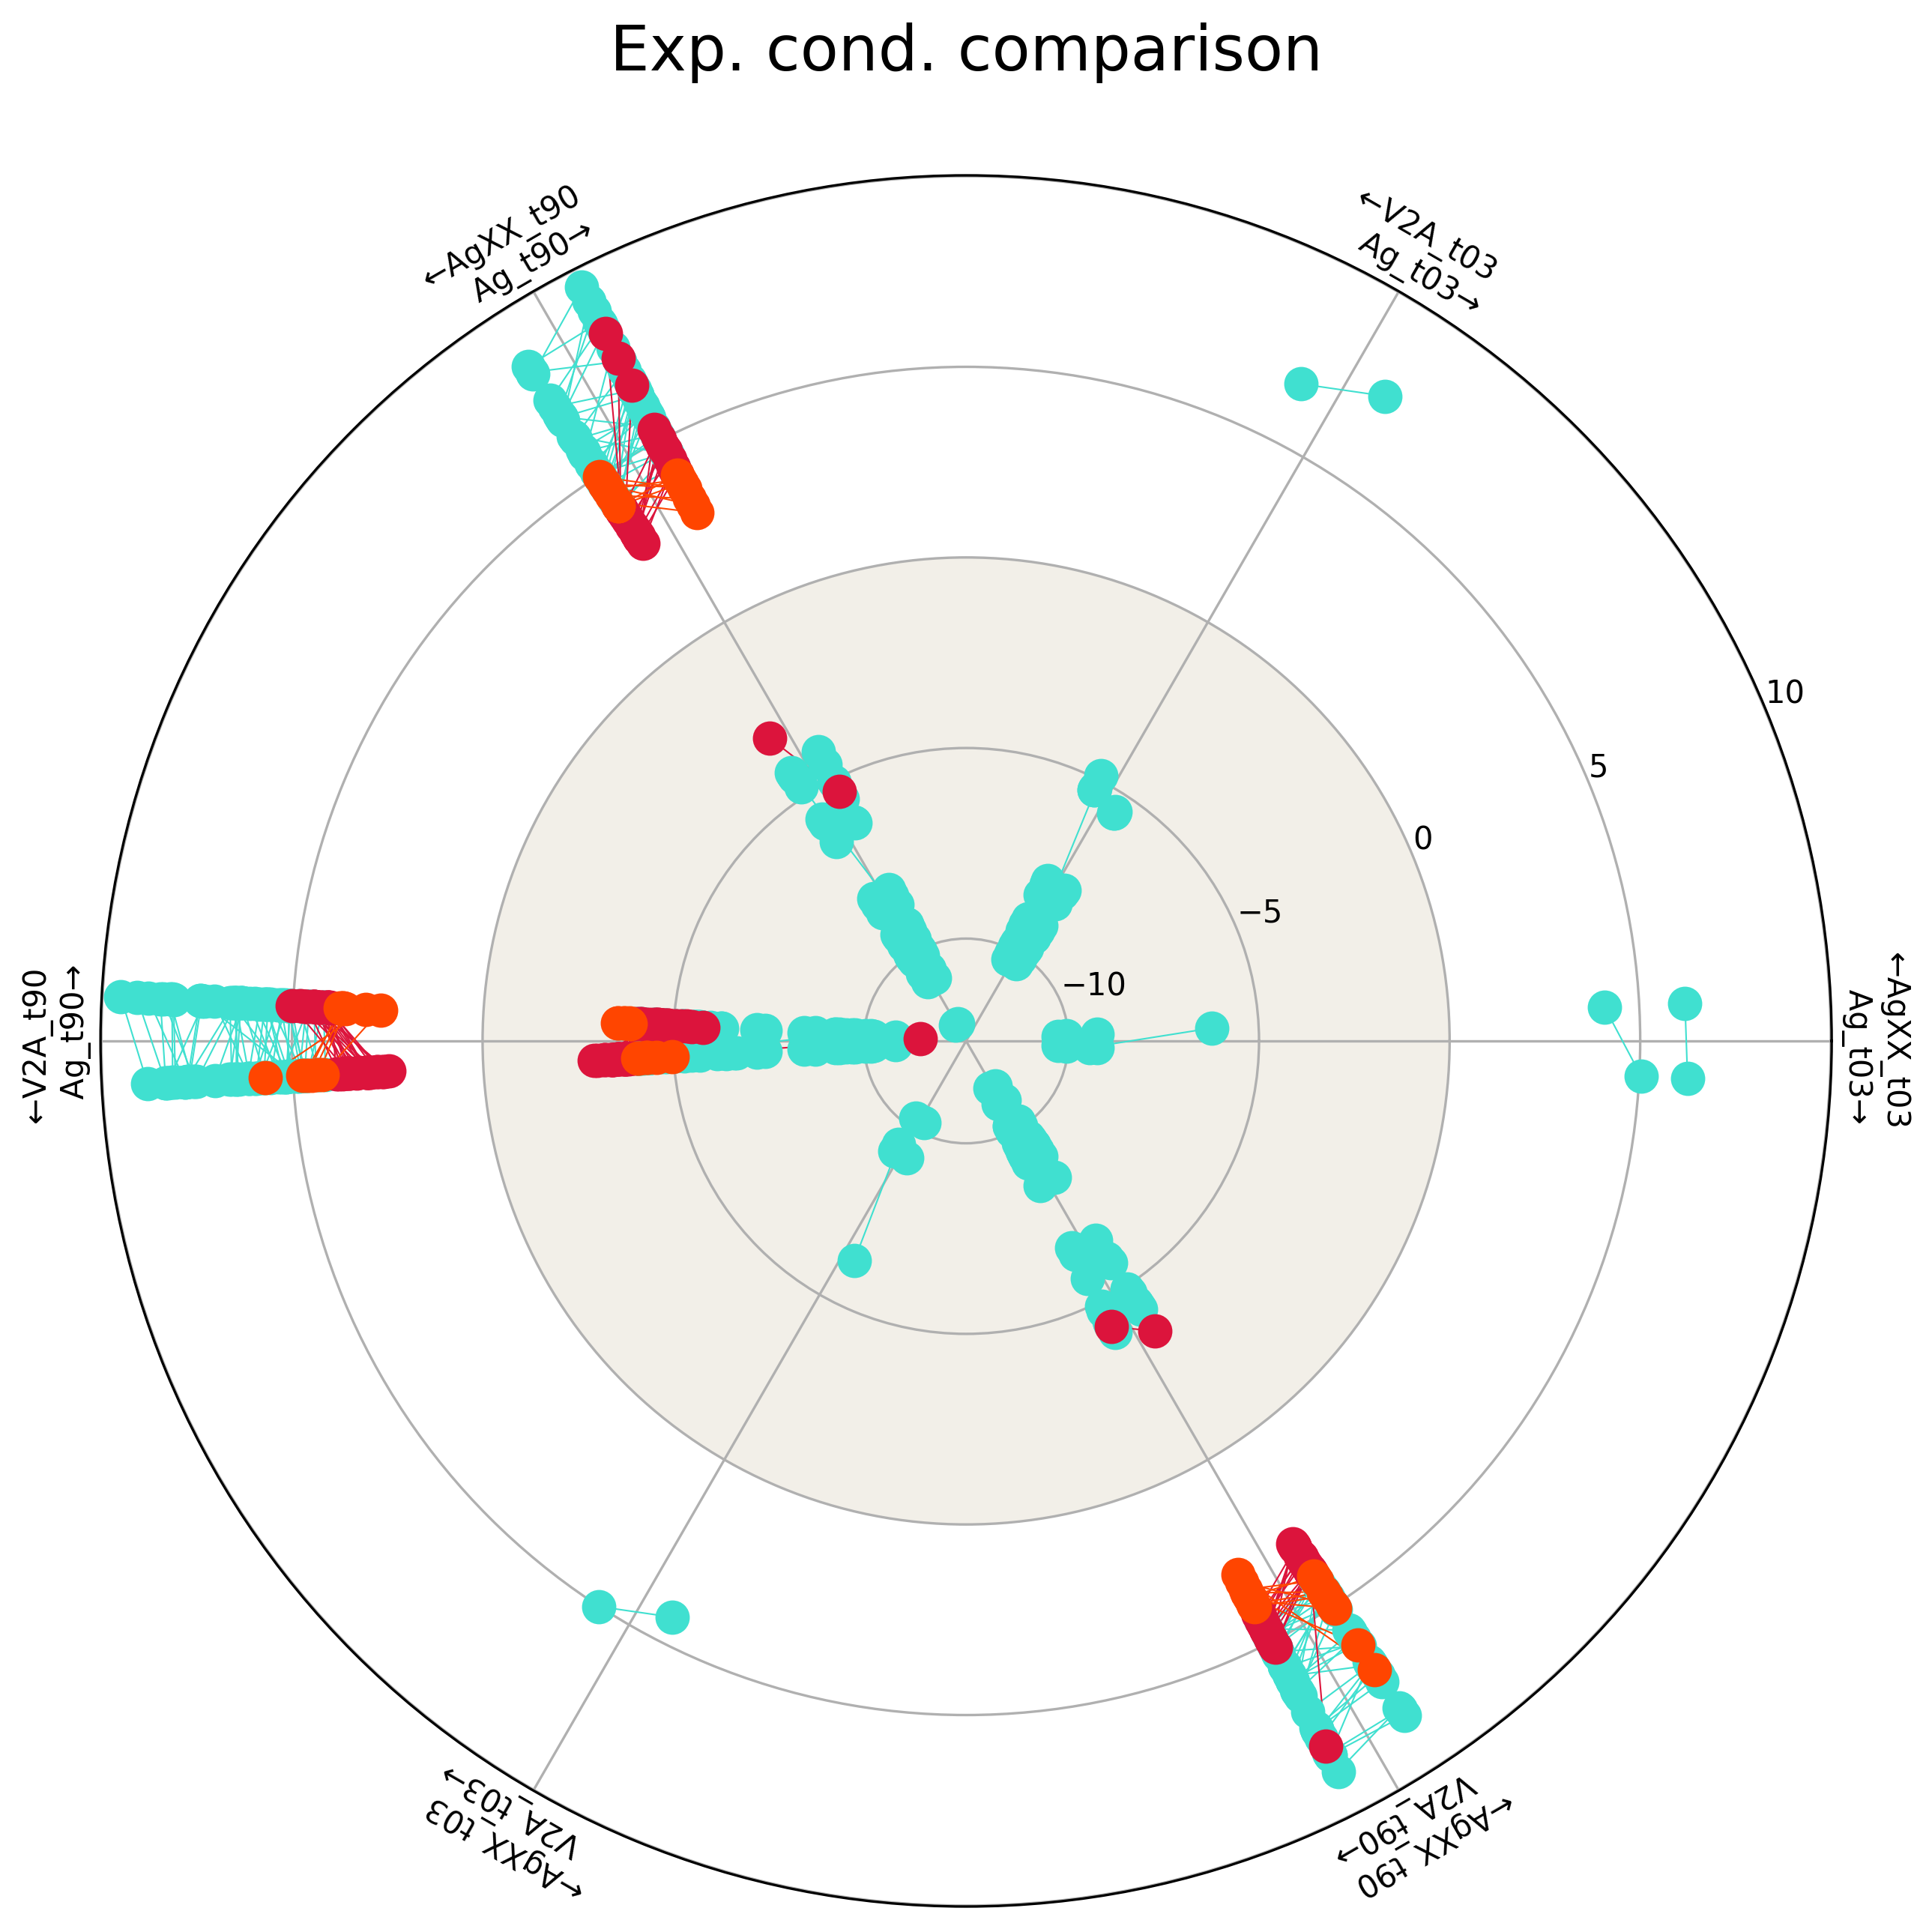 Exp. cond. comparison
←AgXX_t90
Ag_t90→
←V2A_t03
Ag_t03→
10
5
0
−5
−10
←V2A_t90
Ag_t90→
←AgXX_t03
Ag_t03→
V2A_t03→
←AgXX_t03
V2A_t90→
←AgXX_t90